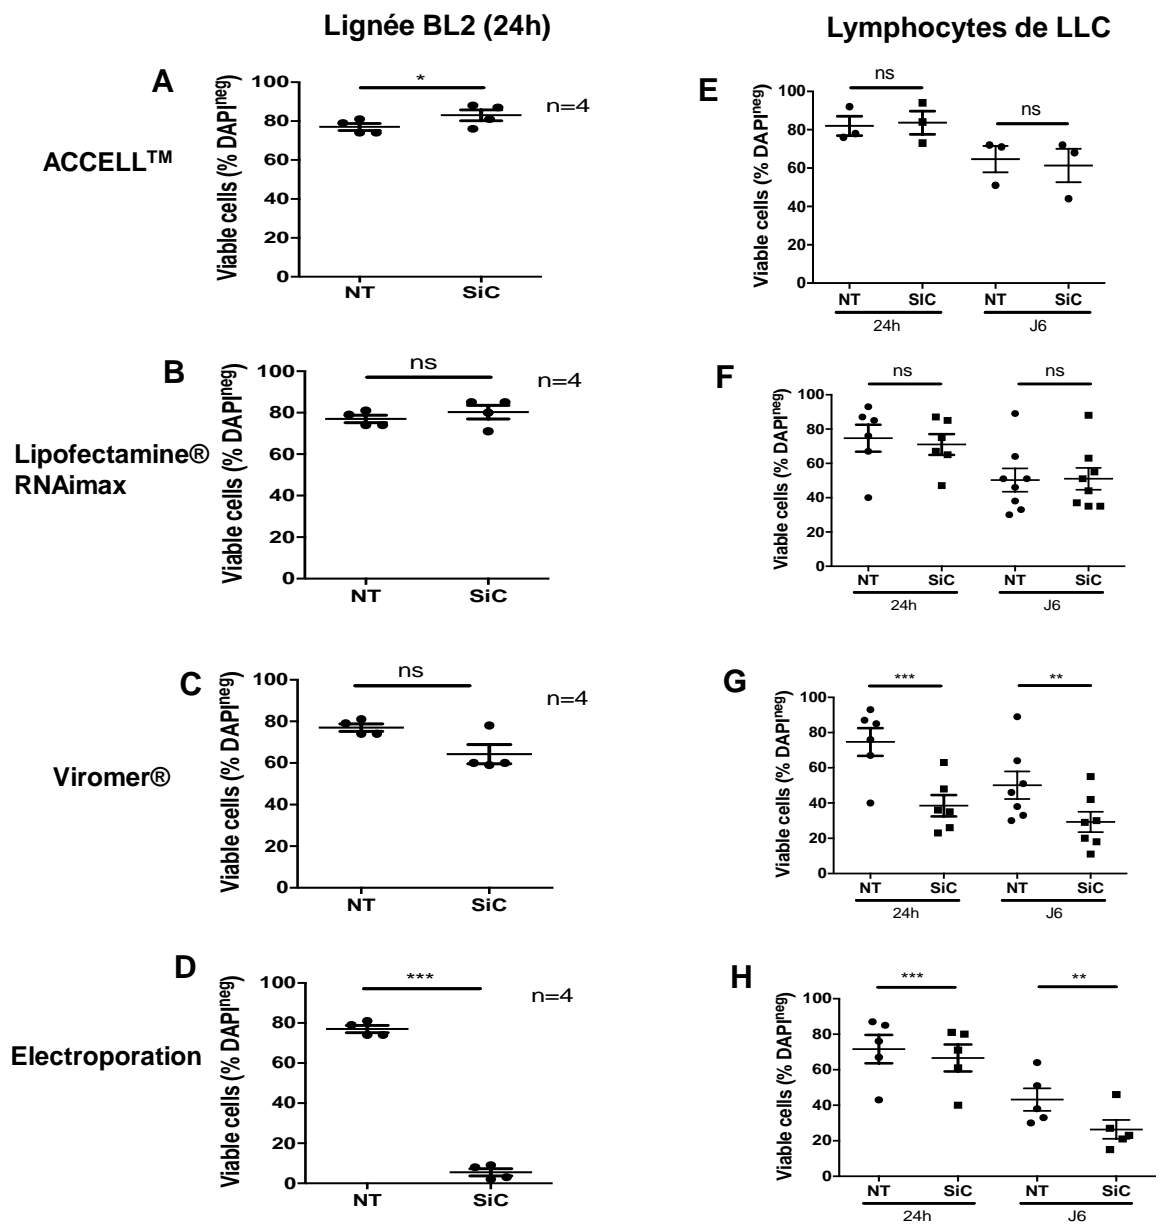 Lignée BL2 (24h)
Lymphocytes de LLC
ACCELL™
A
Viable cells (% DAPIneg)
100
80
60
40
20
0
*
n=4
NT
SiC
E
Viable cells (% DAPIneg)
100
80
60
40
20
0
ns
ns
NT
SIC
NT
SiC
24h
J6
Lipofectamine®
RNAimax
B
Viable cells (% DAPIneg)
100
80
60
40
20
0
ns
n=4
NT
SiC
F
Viable cells (% DAPIneg)
100
80
60
40
20
0
ns
ns
NT
SiC
NT
SiC
24h
J6
Viromer®
C
Viable cells (% DAPIneg)
100
80
60
40
20
0
ns
n=4
NT
SiC
G
Viable cells (% DAPIneg)
100
80
60
40
20
0
***
**
NT
SiC
NT
SiC
24h
J6
Electroporation
D
Viable cells (% DAPIneg)
100
80
60
40
20
0
***
n=4
NT
SiC
H
Viable cells (% DAPIneg)
100
80
60
40
20
0
***
**
NT
SiC
NT
SiC
24h
J6